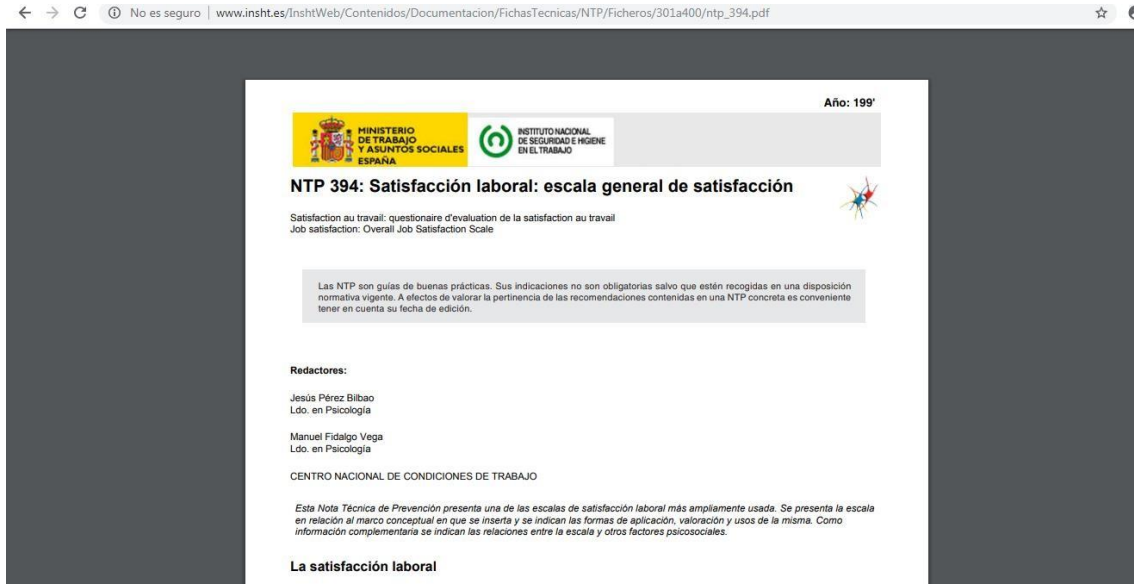 No es seguro | www.insht.es/InshtWeb/Contenidos/Documentacion/FichasTecnicas/NTP/Ficheros/301a400/ntp_394.pdf
Año: 199'
MINISTERIO
DE TRABAJO
Y ASUNTOS SOCIALES
ESPAÑA
INSTITUTO NACIONAL
DE SEGURIDAD E HIGIENE
EN EL TRABAJO
NTP 394: Satisfacción laboral: escala general de satisfacción
Satisfaction au travail: questionaire d'evaluation de la satisfaction au travail
Job satisfaction: Overall Job Satisfaction Scale
Las NTP son guías de buenas prácticas. Sus indicaciones no son obligatorias salvo que estén recogidas en una disposición
normativa vigente. A efectos de valorar la pertinencia de las recomendaciones contenidas en una NTP concreta es conveniente
tener en cuenta su fecha de edición.
Redactores:
Jesús Pérez Bilbao
Ldo. en Psicología
Manuel Fidalgo Vega
Ldo. en Psicología
CENTRO NACIONAL DE CONDICIONES DE TRABAJO
Esta Nota Técnica de Prevención presenta una de las escalas de satisfacción laboral más ampliamente usada. Se presenta la escala
en relación al marco conceptual en que se inserta y se indican las formas de aplicación, valoración y usos de la misma. Como
información complementaria se indican las relaciones entre la escala y otros factores psicosociales.
La satisfacción laboral